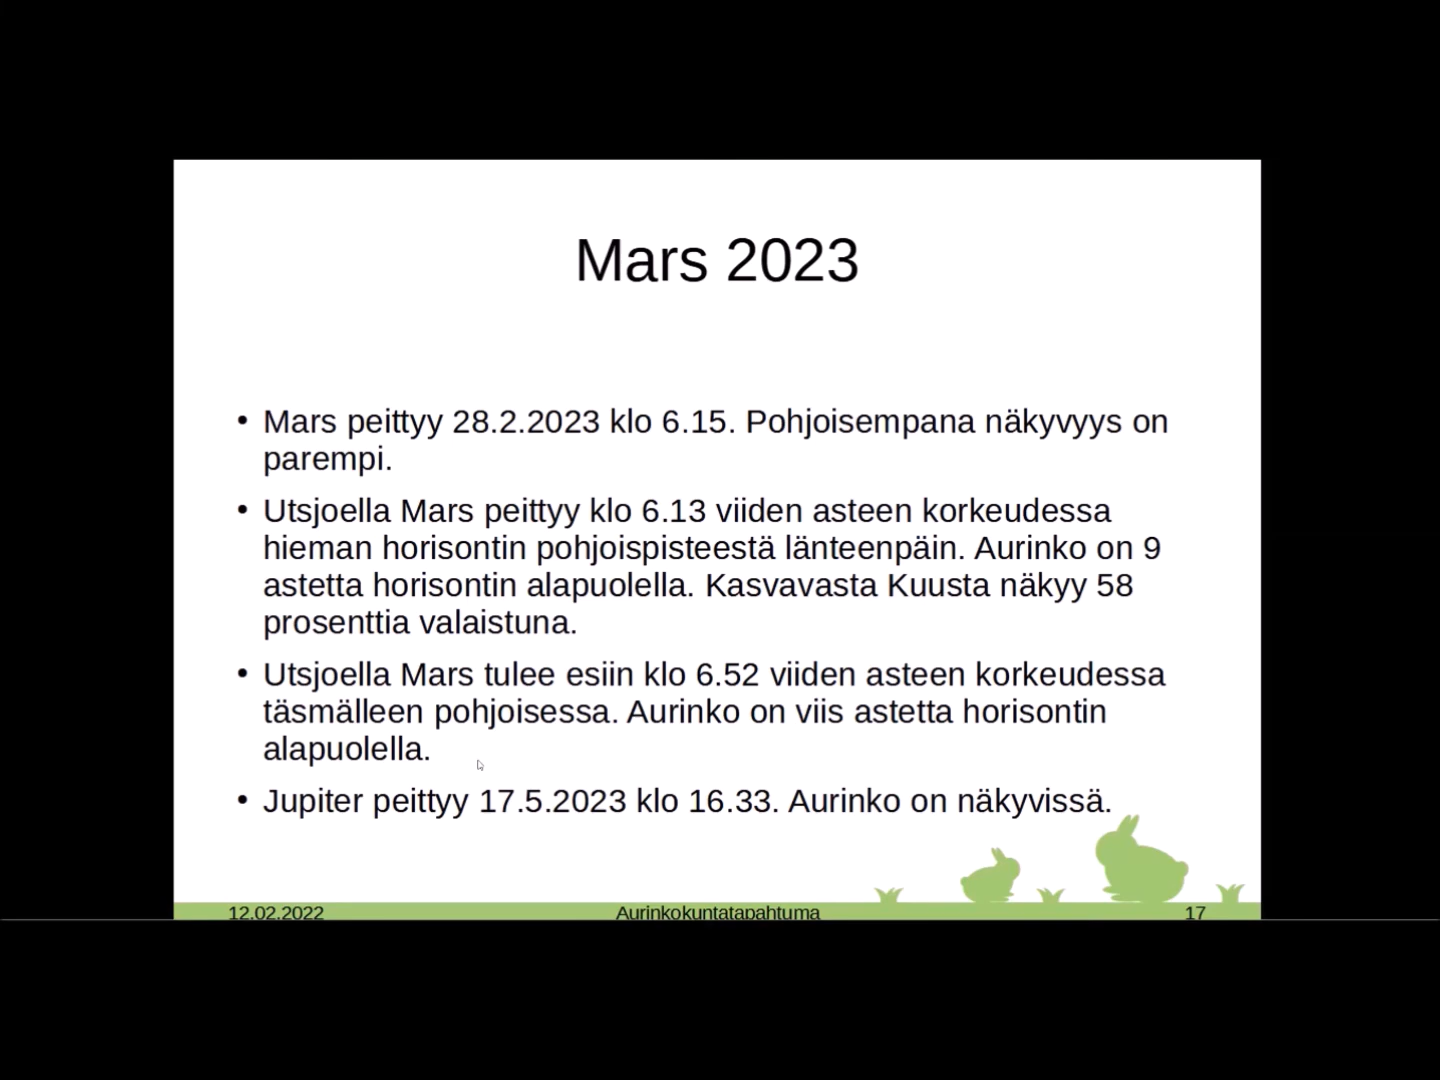 Mars 2023
• Mars peittyy 28.2.2023 klo 6.15. Pohjoisempana näkyvyys on
parempi.
• Utsjoella Mars peittyy klo 6.13 viiden asteen korkeudessa
hieman horisontin pohjoispisteestä länteenpäin. Aurinko on 9
astetta horisontin alapuolella. Kasvavasta Kuusta näkyy 58
prosenttia valaistuna.
• Utsjoella Mars tulee esiin klo 6.52 viiden asteen korkeudessa
täsmälleen pohjoisessa. Aurinko on viis astetta horisontin
alapuolella.
• Jupiter peittyy 17.5.2023 klo 16.33. Aurinko on näkyvissä.
12.02.2022 Aurinkokuntatapahtuma 17